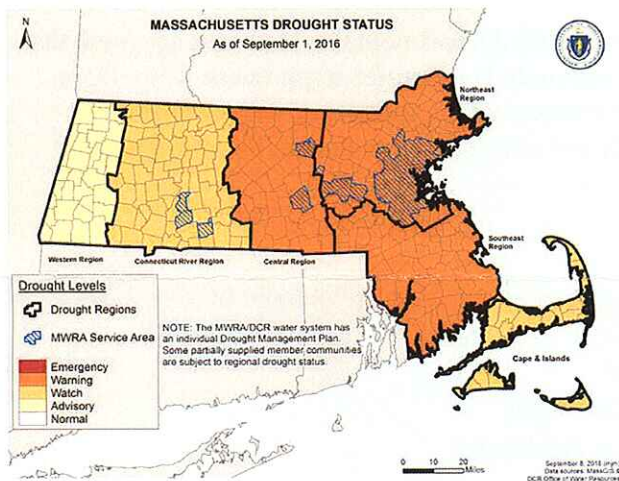 MASSACHUSETTS DROUGHT STATUS
As of September 1, 2016
N
Northeast
Region
Southeast
Region
Western Region
Connecticut River Region
Central Region
Cape & Islands
Drought Levels
Drought Regions
MWRA Service Area
Emergency
Warning
Watch
Advisory
Normal
NOTE: The MWRA/DCR water system has
an individual Drought Management Plan.
Some partially supplied member communities
are subject to regional drought status.
0 10 20
Miles
September 8, 2016
Data sources: MassGIS &
DCR Office of Water Resources